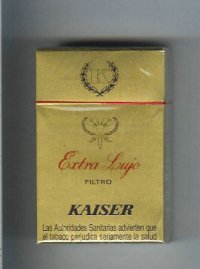 K
Extra Lujo
FILTRO
KAISER
Las Autoridades Sanitarias advierten que
el tabaco perjudica seriamente la salud